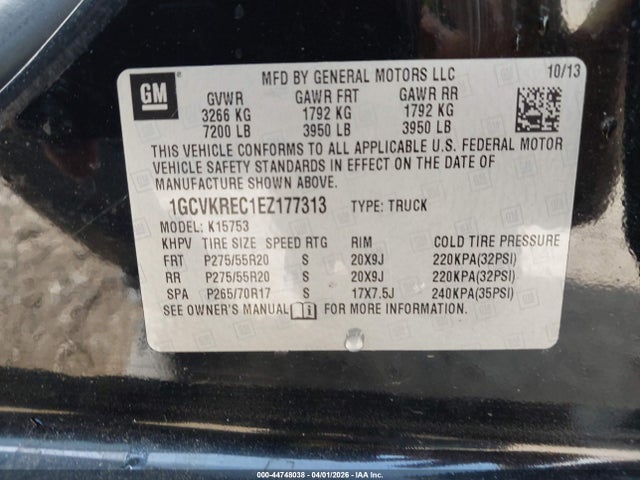 GM
MFD BY GENERAL MOTORS LLC 10/13
GVWR GAWR FRT GAWR RR
3266 KG 1792 KG 1792 KG
7200 LB 3950 LB 3950 LB
THIS VEHICLE CONFORMS TO ALL APPLICABLE U.S. FEDERAL MOTOR
VEHICLE SAFETY STANDARDS IN EFFECT ON THE DATE OF
MANUFACTURE SHOWN ABOVE.
1GCVKREC1EZ177313 TYPE: TRUCK
MODEL: K15753
KHPV TIRE SIZE SPEED RTG RIM COLD TIRE PRESSURE
FRT P275/55R20 S 20X9J 220KPA(32PSI)
RR P275/55R20 S 20X9J 220KPA(32PSI)
SPA P265/70R17 S 17X7.5J 240KPA(35PSI)
SEE OWNER'S MANUAL FOR MORE INFORMATION.
000-44748038 - 04/01/2026 - IAAI.com